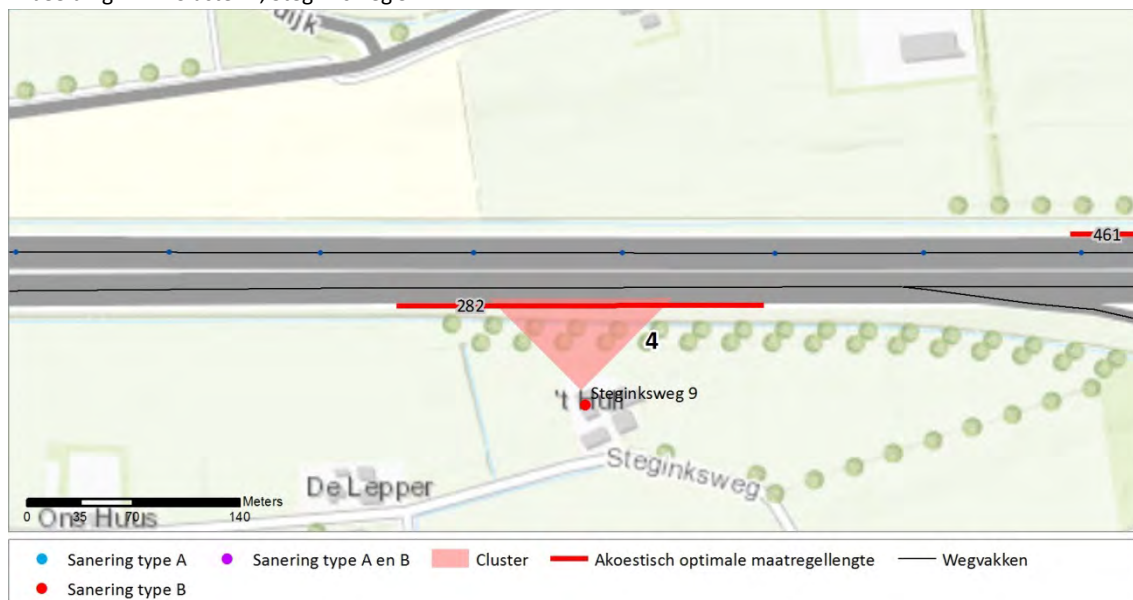 dijk
461
282
4
Steginksweg 9
Steginksweg
De Lepper
Meters
0 35 70 140
Ons Huus
Sanering type A Sanering type A en B Cluster Akoestisch optimale maatregellengte Wegvakken
Sanering type B